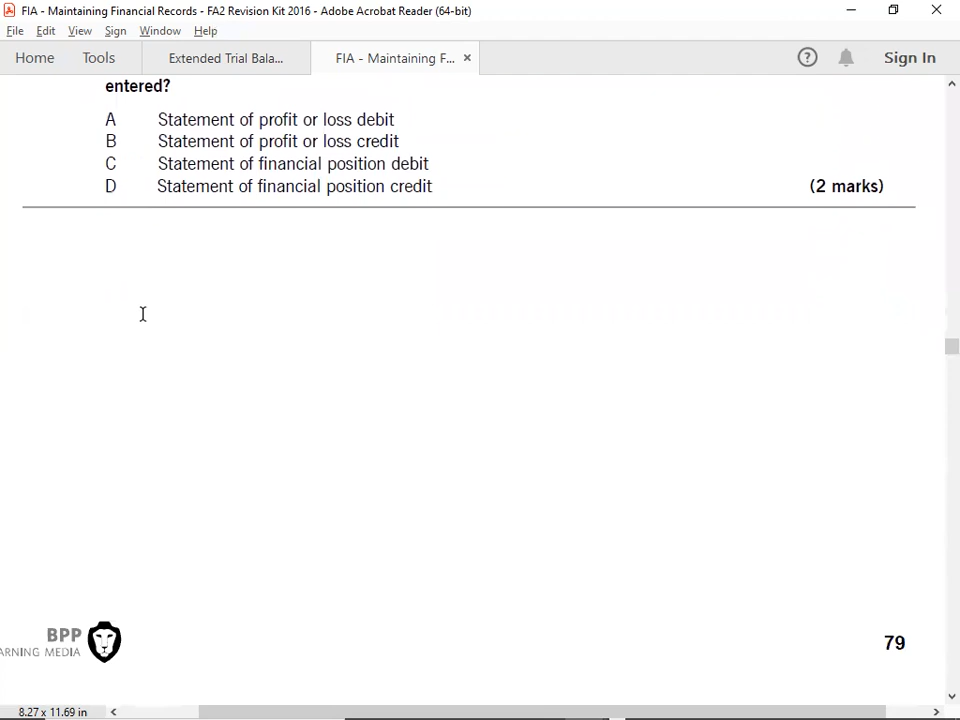 FIA - Maintaining Financial Records - FA2 Revision Kit 2016 - Adobe Acrobat Reader (64-bit)
File Edit View Sign Window Help
Home Tools Extended Trial Bala... FIA - Maintaining F... × Sign In
entered?
A Statement of profit or loss debit
B Statement of profit or loss credit
C Statement of financial position debit
D Statement of financial position credit (2 marks)
BPP
ARNING MEDIA
79
8.27 x 11.69 in